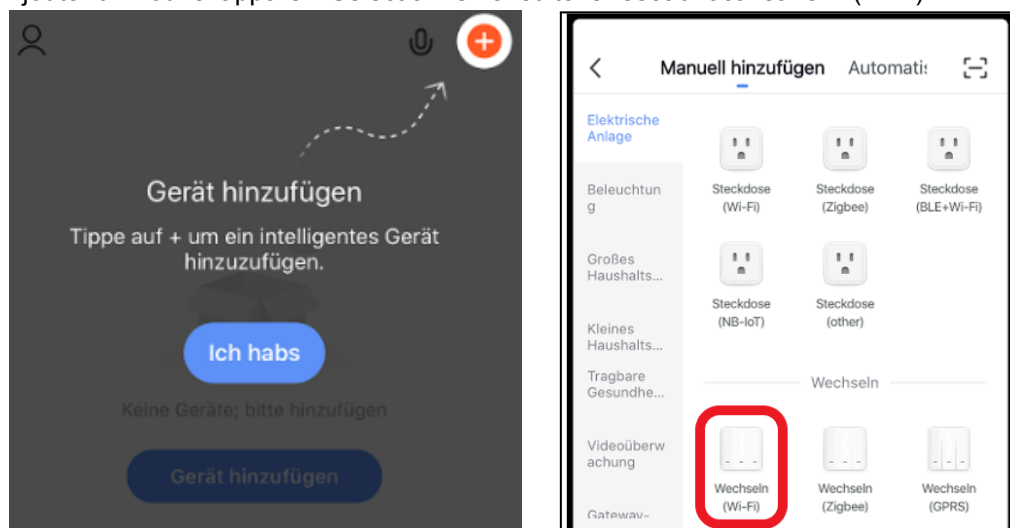 Gerät hinzufügen
Tippe auf + um ein intelligentes Gerät
hinzuzufügen.
Ich habs
Keine Geräte; bitte hinzufügen
Gerät hinzufügen
Manuell hinzufügen Automati
Elektrische
Anlage
Beleuchtun
g
Großes
Haushalts...
Kleines
Haushalts...
Tragbare
Gesundhe...
Videoüberw
achung
Gateway-
Steckdose
(Wi-Fi)
Steckdose
(Zigbee)
Steckdose
(BLE+Wi-Fi)
Steckdose
(NB-IoT)
Steckdose
(other)
Wechseln
Wechseln
(Wi-Fi)
Wechseln
(Zigbee)
Wechseln
(GPRS)